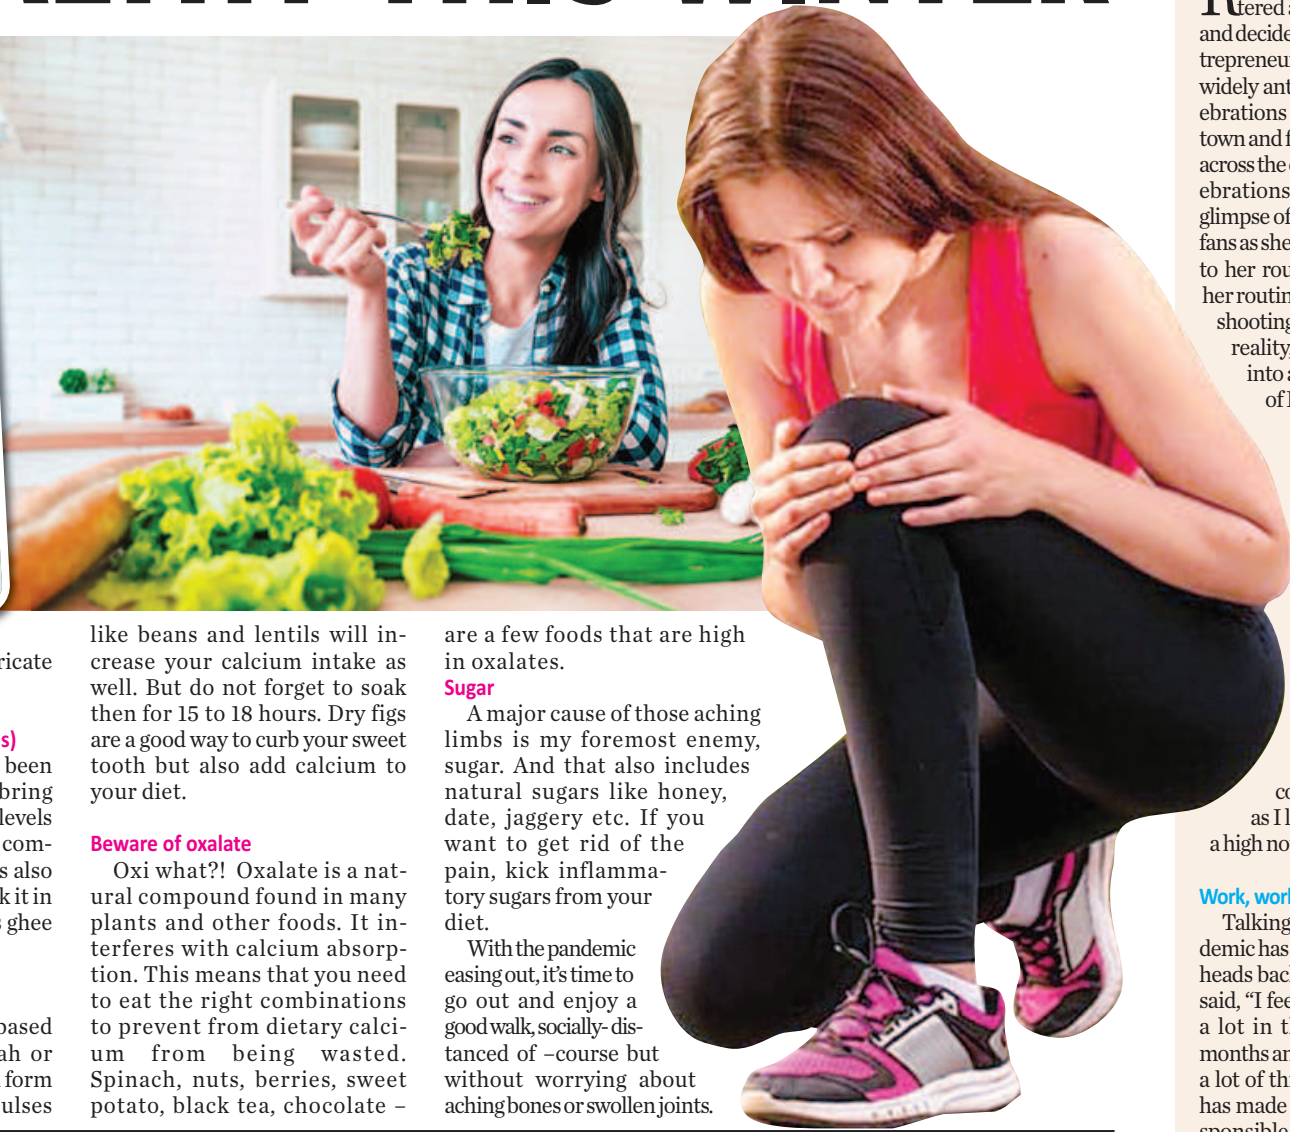 THIS WINTER
ricate
s)
been
bring
levels
com-
s also
k it in
s ghee
based
ah or
form
ulses
like beans and lentils will in-
crease your calcium intake as
well. But do not forget to soak
then for 15 to 18 hours. Dry figs
are a good way to curb your sweet
tooth but also add calcium to
your diet.
Beware of oxalate
Oxi what?! Oxalate is a nat-
ural compound found in many
plants and other foods. It in-
terferes with calcium absorp-
tion. This means that you need
to eat the right combinations
to prevent from dietary calci-
um from being wasted.
Spinach, nuts, berries, sweet
potato, black tea, chocolate –
are a few foods that are high
in oxalates.
Sugar
A major cause of those aching
limbs is my foremost enemy,
sugar. And that also includes
natural sugars like honey,
date, jaggery etc. If you
want to get rid of the
pain, kick inflamma-
tory sugars from your
diet.
With the pandemic
easing out, it’s time to
go out and enjoy a
good walk, socially- dis-
tanced of –course but
without worrying about
aching bones or swollen joints.
tered a
and decide
trepreneu
widely ant
ebrations
town and f
across the
ebrations
glimpse of
fans as she
to her rou
her routin
shooting
reality,
into a
of
co
as I l
a high no
Work, wor
Talking
demic has
heads bac
said, “I fee
a lot in t
months an
a lot of th
has made
sponsible